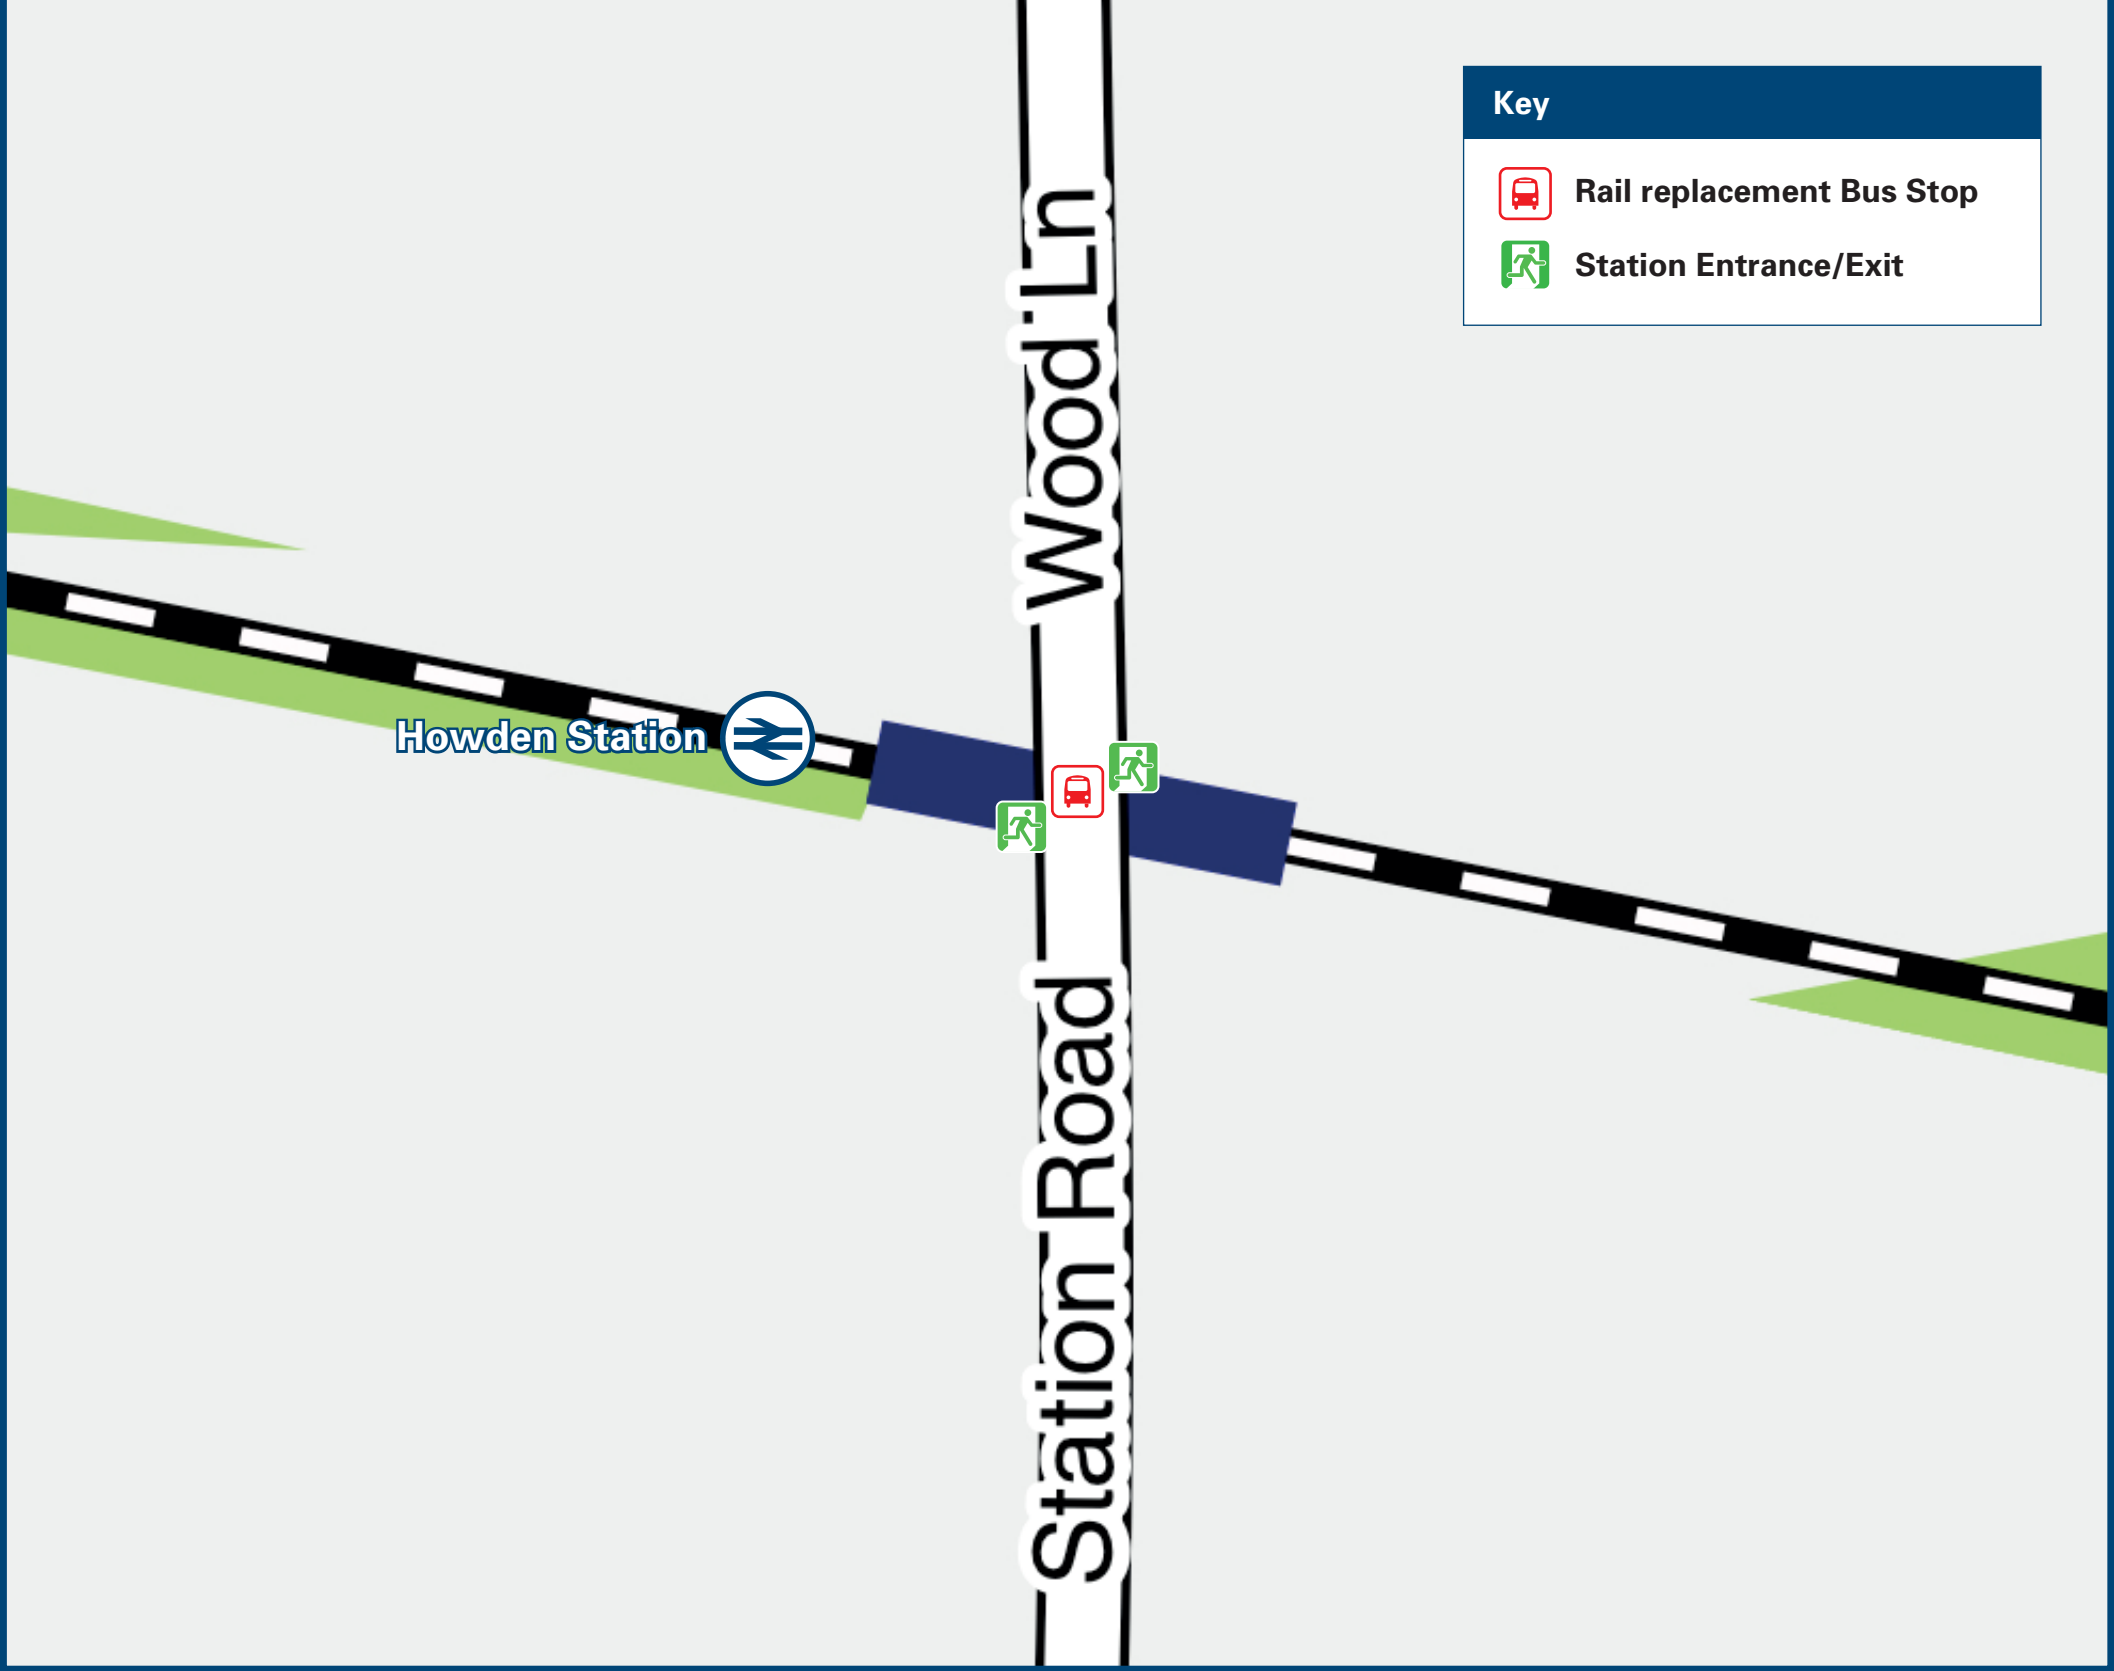 Key
Rail replacement Bus Stop
Station Entrance/Exit
Wood Ln
Howden Station
Station Road